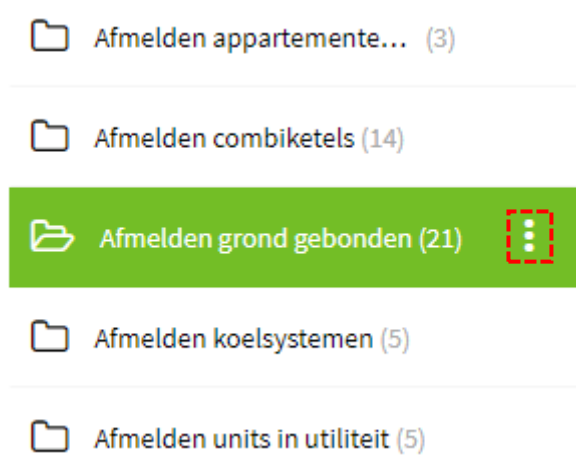 Afmelden appartemente... (3)
Afmelden combiketels (14)
Afmelden grond gebonden (21)
Afmelden koelsystemen (5)
Afmelden units in utiliteit (5)